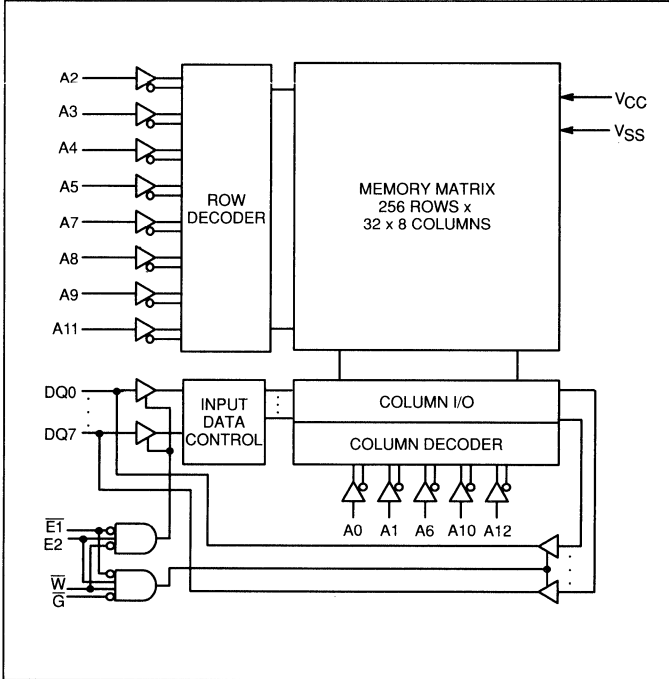 A2
A3
A4
A5
A7
A8
A9
A11
ROW
DECODER
MEMORY MATRIX
256 ROWS x
32 x 8 COLUMNS
VCC
VSS
DQ0
DQ7
INPUT
DATA
CONTROL
COLUMN I/O
COLUMN DECODER
A0 A1 A6 A10 A12
E1
E2
W
G